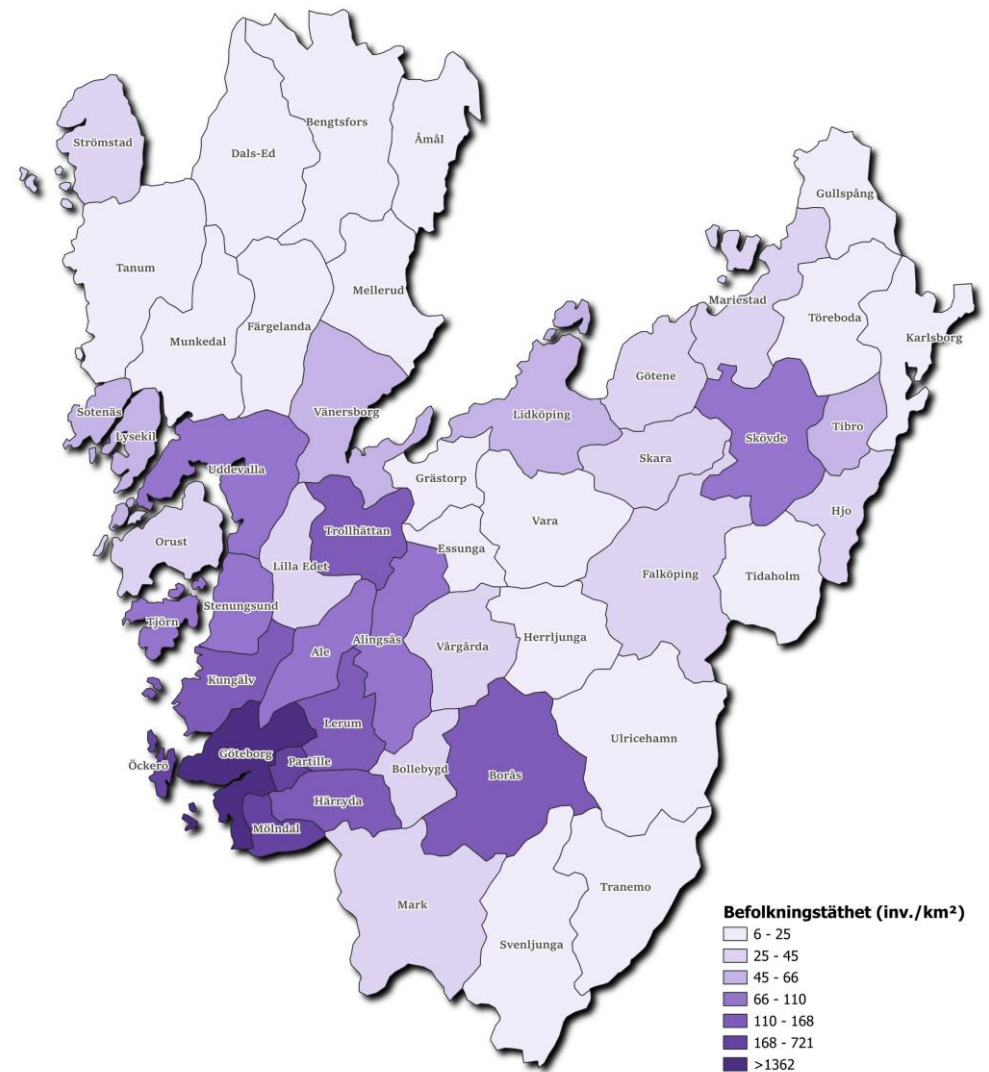 Strömstad
Dals-Ed
Bengtsfors
Åmål
Gullspång
Tanum
Mellerud
Mariestad
Töreboda
Karlsborg
Munkedal
Färgelanda
Götene
Sotenäs
Lysekil
Vänersborg
Lidköping
Skövde
Tibro
Uddevalla
Skara
Grästorp
Hjo
Orust
Trollhättan
Vara
Essunga
Lilla Edet
Falköping
Tidaholm
Stenungsund
Tjörn
Ale
Alingsås
Vårgårda
Herrljunga
Kungälv
Lerum
Ulricehamn
Göteborg
Öckerö
Partille
Bollebygd
Borås
Härryda
Mölndal
Mark
Tranemo
Svenljunga
Befolkningstäthet (inv./km²)
6 - 25
25 - 45
45 - 66
66 - 110
110 - 168
168 - 721
>1362